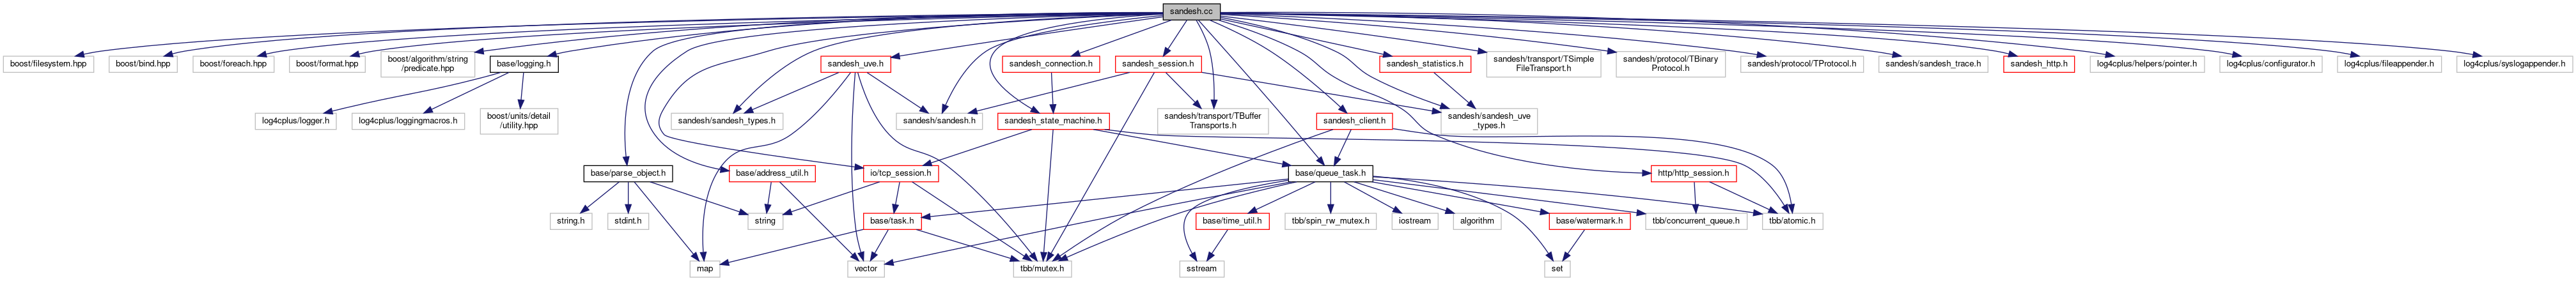 sandesh.cc
boost/filesystem.hpp
boost/bind.hpp
boost/foreach.hpp
boost/format.hpp
boost/algorithm/string
/predicate.hpp
base/logging.h
sandesh_uve.h
sandesh_connection.h
sandesh_session.h
sandesh_statistics.h
sandesh/transport/TSimple
FileTransport.h
sandesh/protocol/TBinary
Protocol.h
sandesh/protocol/TProtocol.h
sandesh/sandesh_trace.h
sandesh_http.h
log4cplus/helpers/pointer.h
log4cplus/configurator.h
log4cplus/fileappender.h
log4cplus/syslogappender.h
log4cplus/logger.h
log4cplus/loggingmacros.h
boost/units/detail
/utility.hpp
sandesh/sandesh_types.h
sandesh/sandesh.h
sandesh_state_machine.h
sandesh/transport/TBuffer
Transports.h
sandesh_client.h
sandesh/sandesh_uve
_types.h
base/parse_object.h
base/address_util.h
io/tcp_session.h
base/queue_task.h
http/http_session.h
string.h
stdint.h
string
base/task.h
base/time_util.h
tbb/spin_rw_mutex.h
iostream
algorithm
base/watermark.h
tbb/concurrent_queue.h
tbb/atomic.h
map
vector
tbb/mutex.h
sstream
set